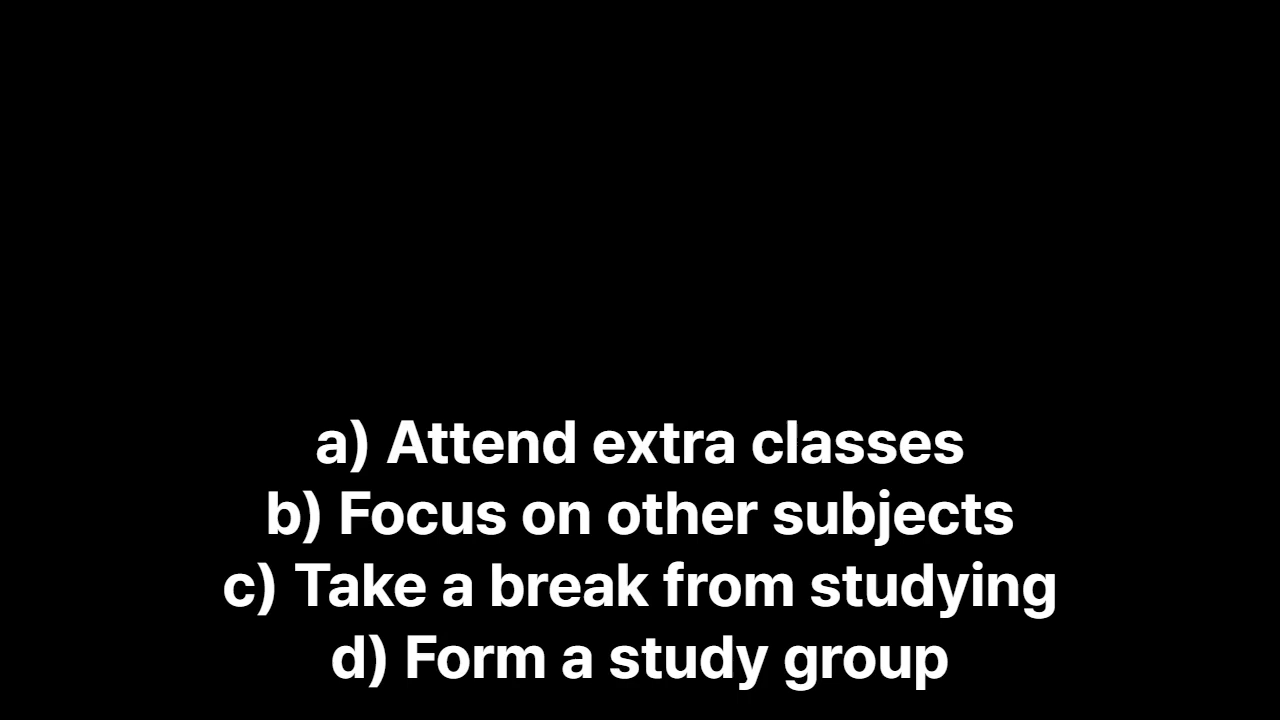 a) Attend extra classes
b) Focus on other subjects
c) Take a break from studying
d) Form a study group